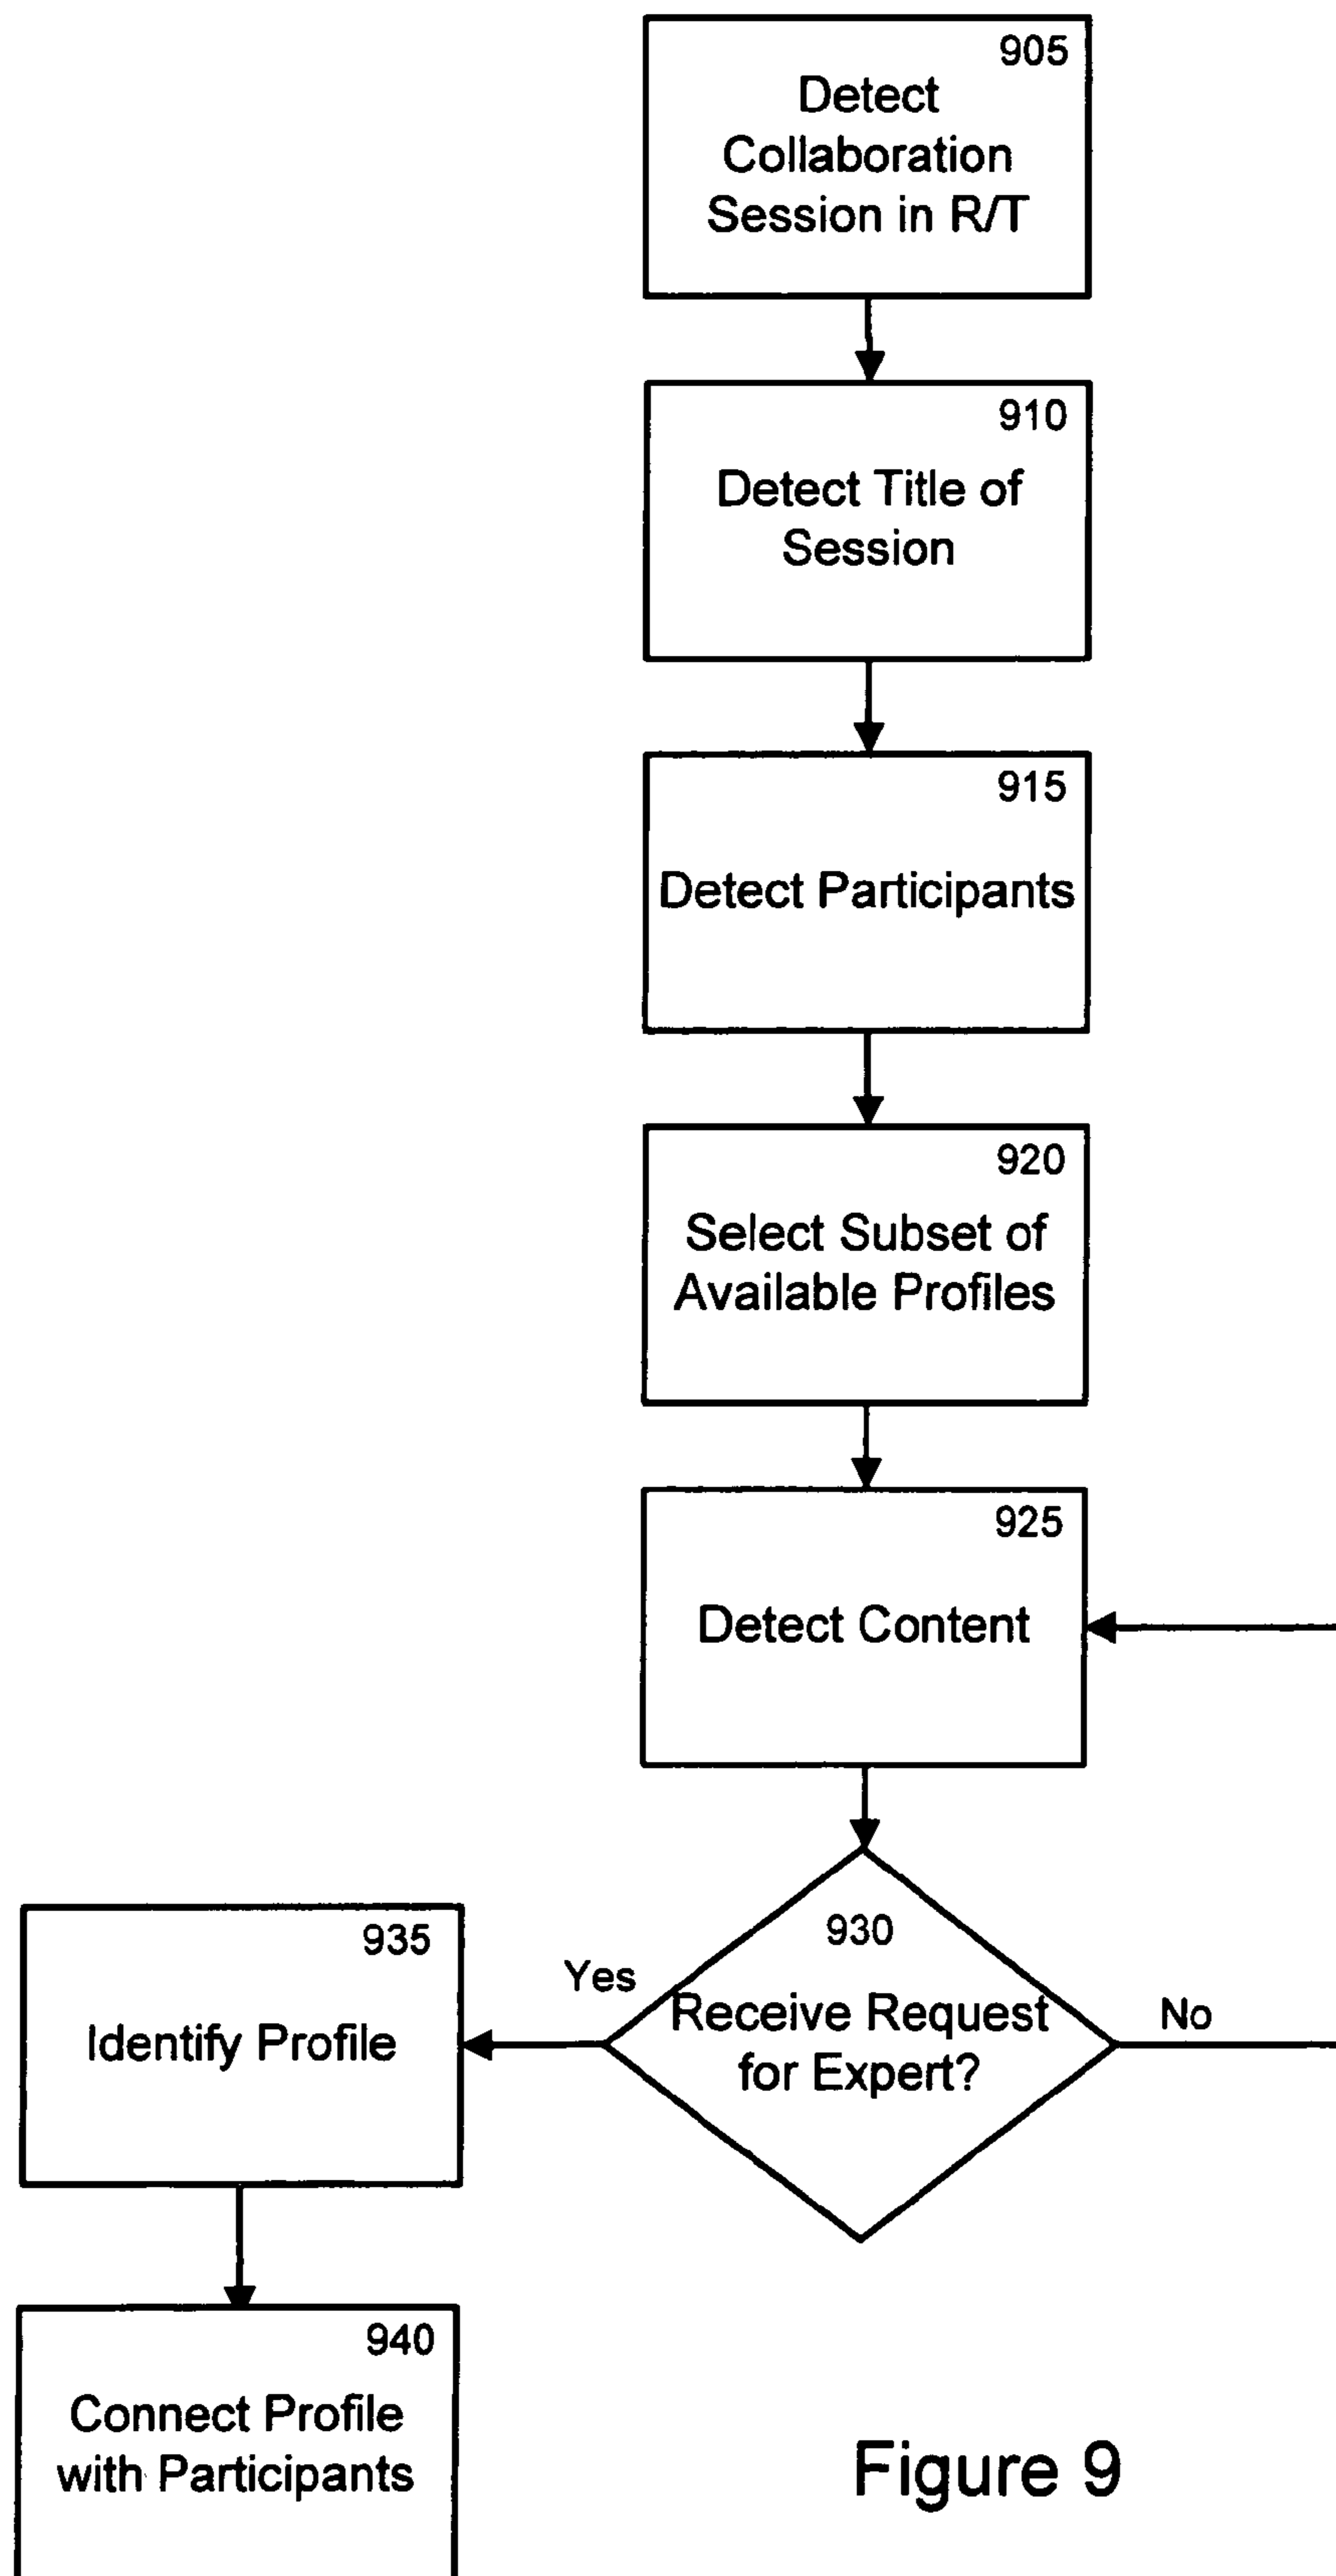 905
Detect
Collaboration
Session in R/T
910
Detect Title of
Session
915
Detect Participants
920
Select Subset of
Available Profiles
925
Detect Content
930
Receive Request
for Expert?
Yes
No
935
Identify Profile
940
Connect Profile
with Participants
Figure 9